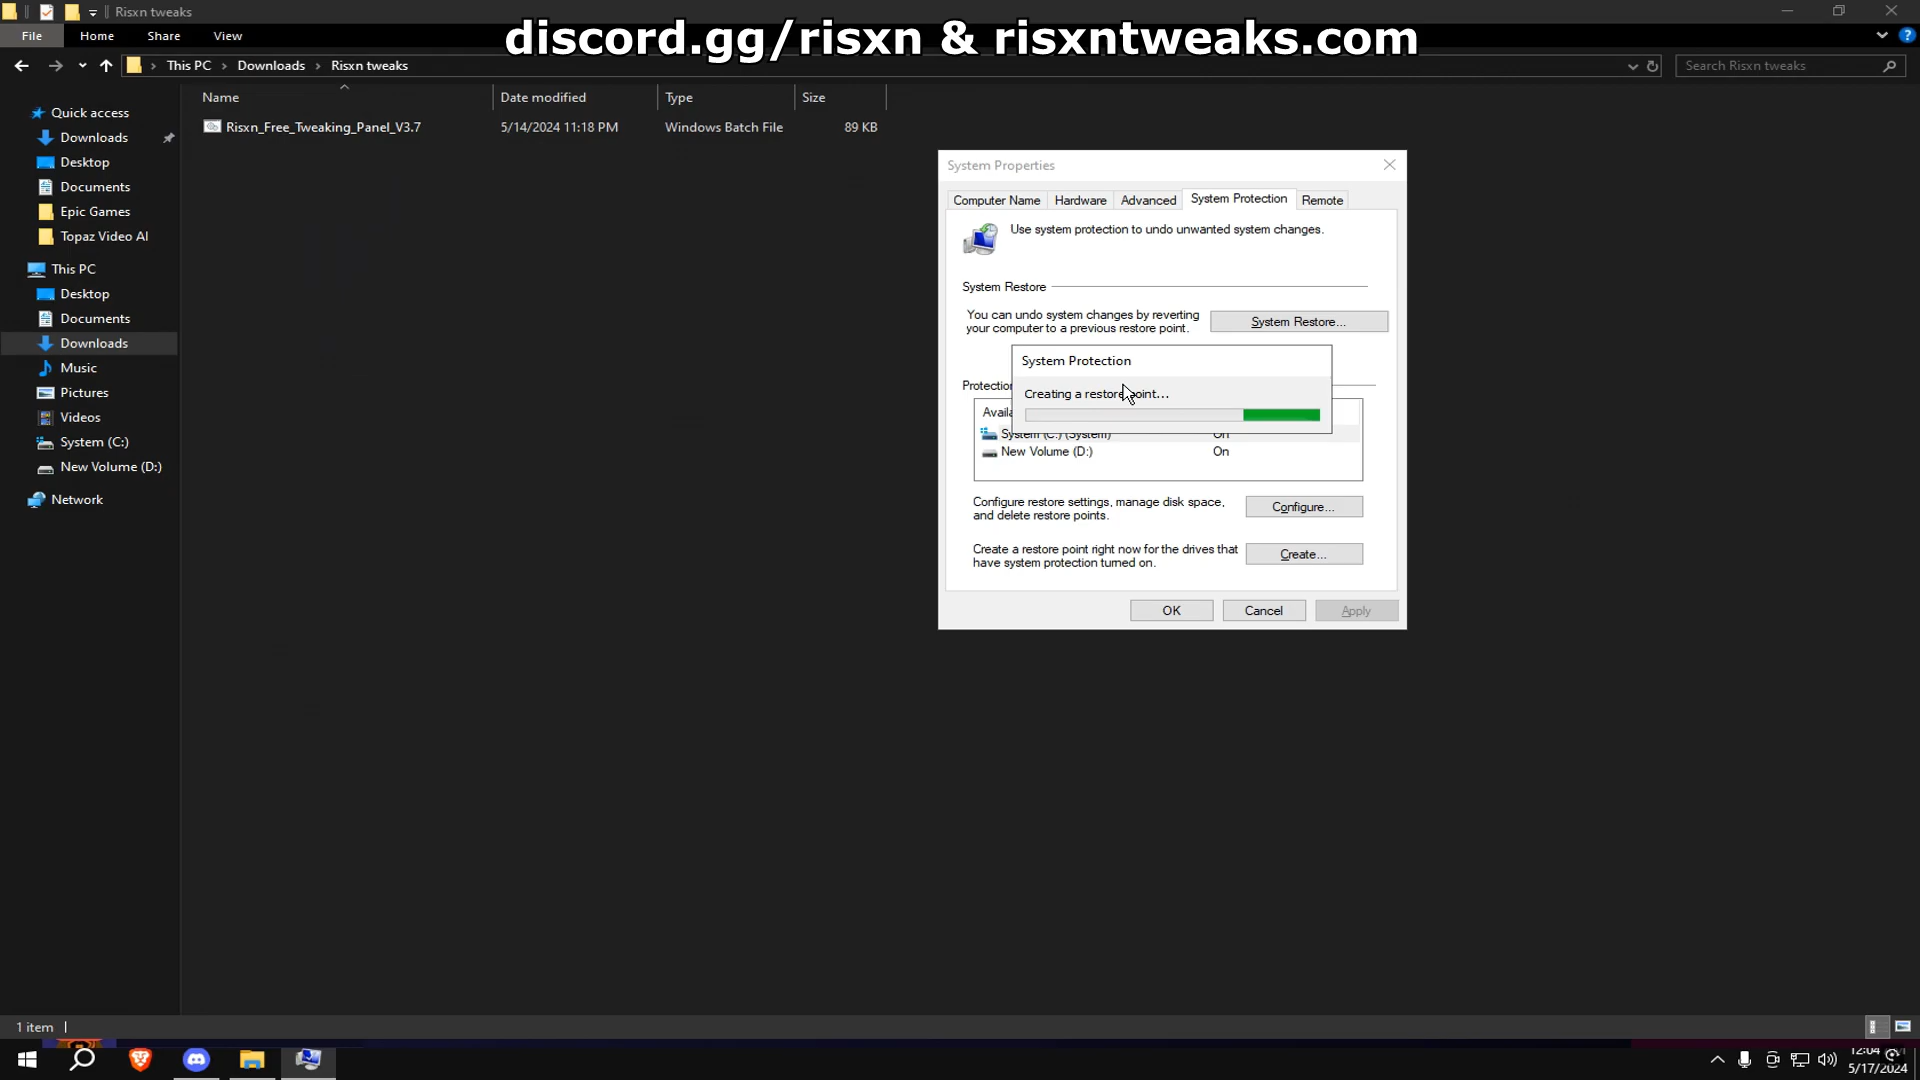 Risxn tweaks
discord.gg/risxn & risxntweaks.com
File Home Share View
This PC Downloads Risxn tweaks
Search Risxn tweaks
Name Date modified Type Size
Risxn_Free_Tweaking_Panel_V3.7 5/14/2024 11:18 PM Windows Batch File 89 KB
Quick access
Downloads
Desktop
Documents
Epic Games
Topaz Video AI
This PC
Desktop
Documents
Downloads
Music
Pictures
Videos
System (C:)
New Volume (D:)
Network
System Properties
Computer Name Hardware Advanced System Protection Remote
Use system protection to undo unwanted system changes.
System Restore
You can undo system changes by reverting
your computer to a previous restore point.
System Restore...
System Protection
Creating a restore point...
Protection
System (C:) (System) On
New Volume (D:) On
Configure restore settings, manage disk space,
and delete restore points.
Configure...
Create a restore point right now for the drives that
have system protection turned on.
Create...
OK Cancel Apply
1 item
12:04
5/17/2024